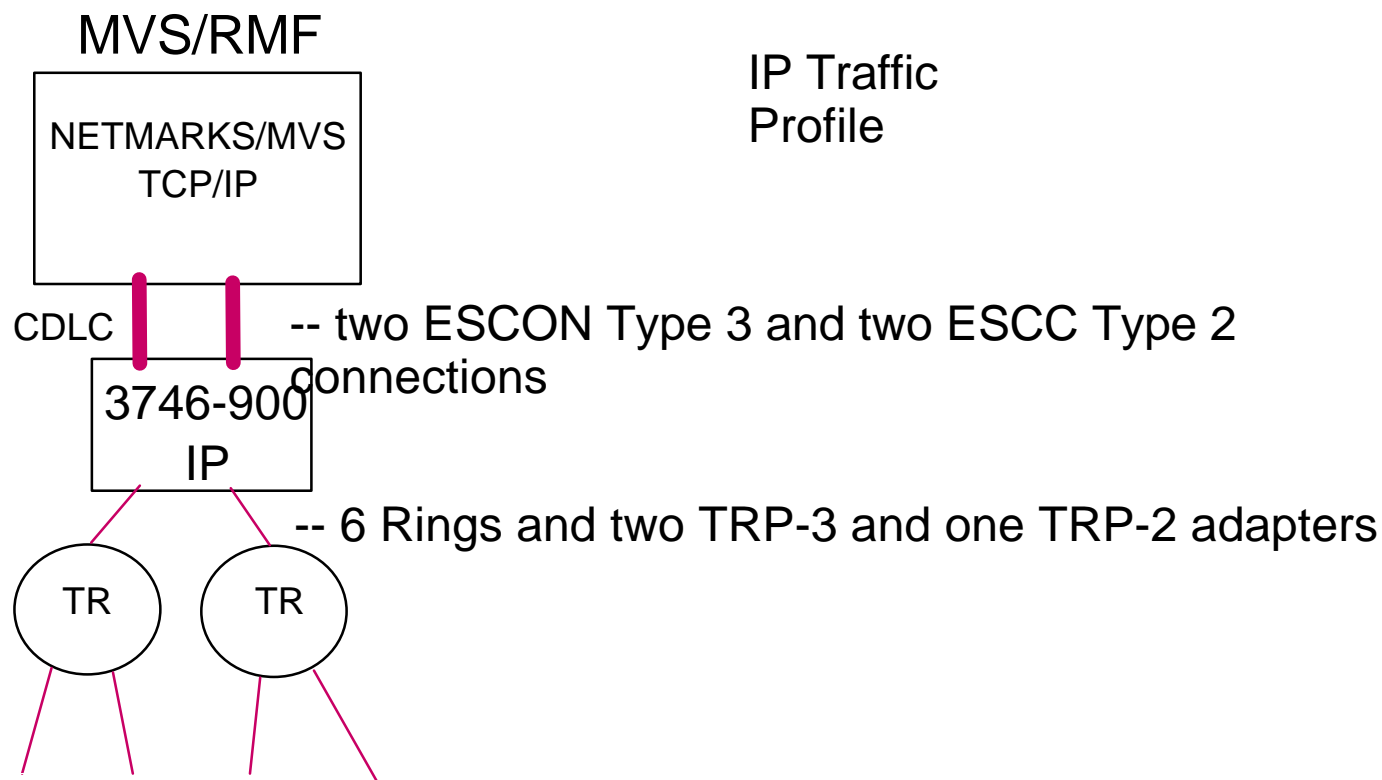 MVS/RMF
IP Traffic
Profile
NETMARKS/MVS
TCP/IP
CDLC
-- two ESCON Type 3 and two ESCC Type 2
connections
3746-900
IP
-- 6 Rings and two TRP-3 and one TRP-2 adapters
TR
TR